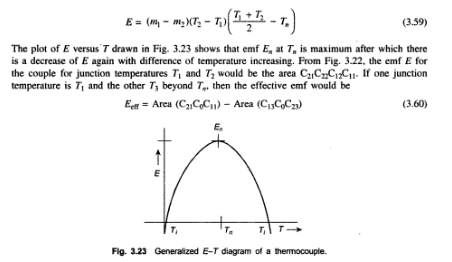 E = (m₁ − m₂)(T₂ − T₁)((T₁ + T₂)/2 − Tₙ) (3.59)
The plot of E versus T drawn in Fig. 3.23 shows that emf Eₙ at Tₙ is maximum after which there
is a decrease of E again with difference of temperature increasing. From Fig. 3.22, the emf E for
the couple for junction temperatures T₁ and T₂ would be the area C₂₁C₂₂C₁₂C₁₁. If one junction
temperature is T₁ and the other T₃ beyond Tₙ, then the effective emf would be
E_eff = Area (C₂₁C₀C₁₁) − Area (C₁₃C₀C₂₃) (3.60)
Eₙ
E
Tᵢ Tₙ Tᵢ T
Fig. 3.23 Generalized E–T diagram of a thermocouple.